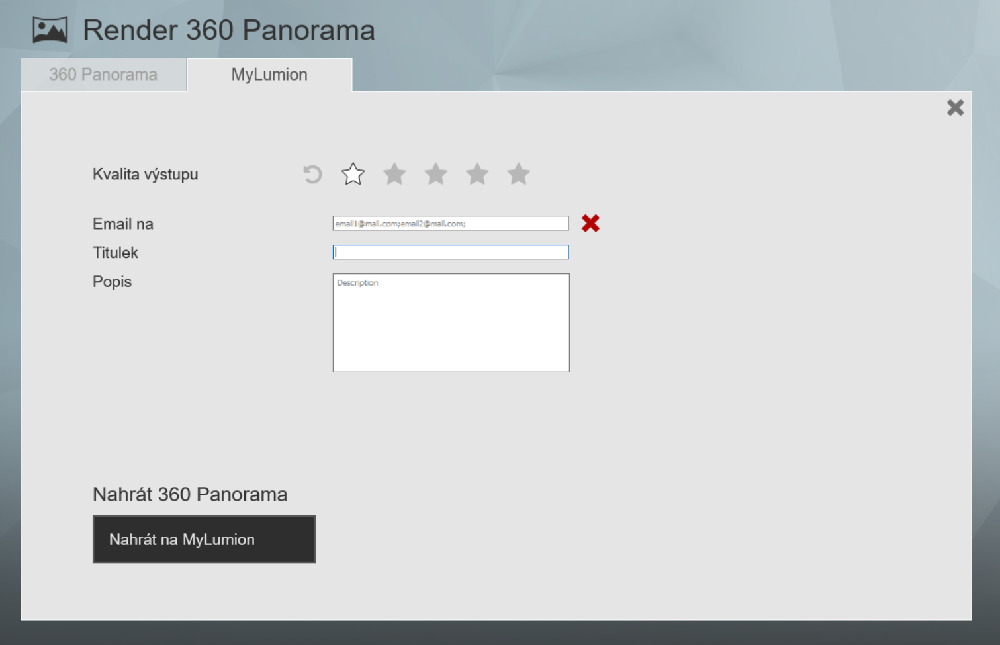 Render 360 Panorama
360 Panorama
MyLumion
Kvalita výstupu
Email na
email1@mail.com;email2@mail.com;
Titulek
Popis
Description
Nahrát 360 Panorama
Nahrát na MyLumion